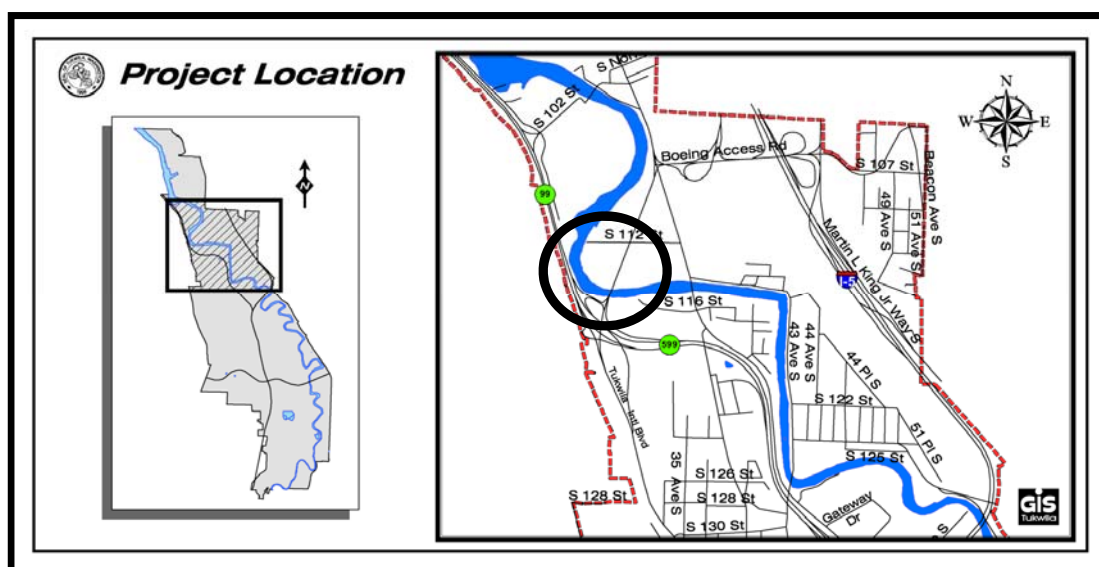 Project Location
N
N
W
E
S
S 102 St
S Nor
Boeing Access Rd
S 107 St
Beacon Ave S
49 Ave S
51 Ave S
99
S 112 St
Martin L King Jr Way S
I-5
S 116 St
599
43 Ave S
44 Ave S
44 Pl S
Tukwila Intl Blvd
S 122 St
51 Pl S
S 125 St
35 Ave S
S 126 St
S 128 St
S 128 St
S 130 St
Gateway
Dr
S
GIS
Tukwila